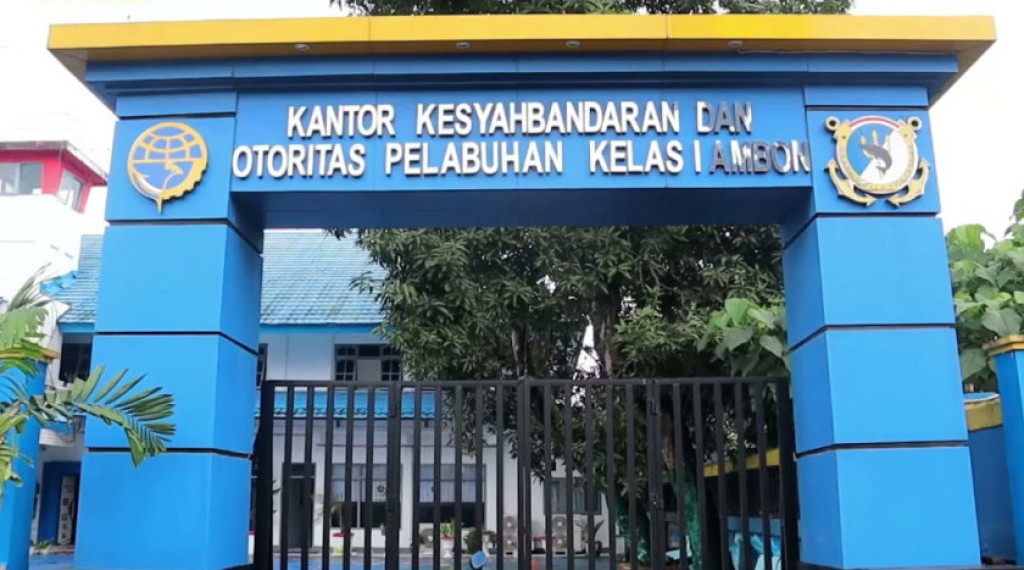 KANTOR KESYAHBANDARAN DAN
OTORITAS PELABUHAN KELAS I AMBON